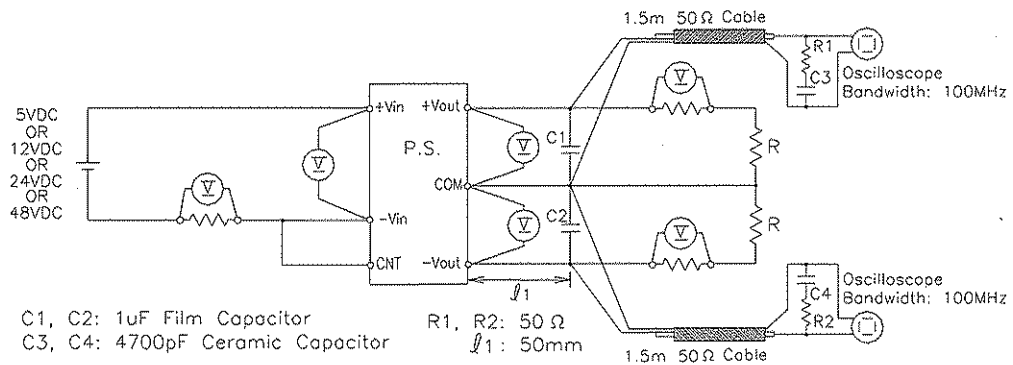 1.5m 50Ω Cable
R1
C3
Oscilloscope
Bandwidth: 100MHz
5VDC
OR
12VDC
OR
24VDC
OR
48VDC
+Vin
+Vout
V
V
V
P.S.
C1
R
V
COM
-Vin
C2
V
V
R
CNT
-Vout
ℓ1
C4
R2
Oscilloscope
Bandwidth: 100MHz
C1, C2: 1uF Film Capacitor
C3, C4: 4700pF Ceramic Capacitor
R1, R2: 50Ω
ℓ1: 50mm
1.5m 50Ω Cable